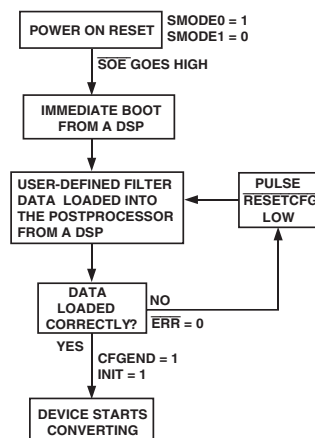 POWER ON RESET
SMODE0 = 1
SMODE1 = 0
SOE GOES HIGH
IMMEDIATE BOOT
FROM A DSP
USER-DEFINED FILTER
DATA LOADED INTO
THE POSTPROCESSOR
FROM A DSP
PULSE
RESETCFG
LOW
DATA
LOADED
CORRECTLY?
NO
ERR = 0
YES
CFGEND = 1
INIT = 1
DEVICE STARTS
CONVERTING